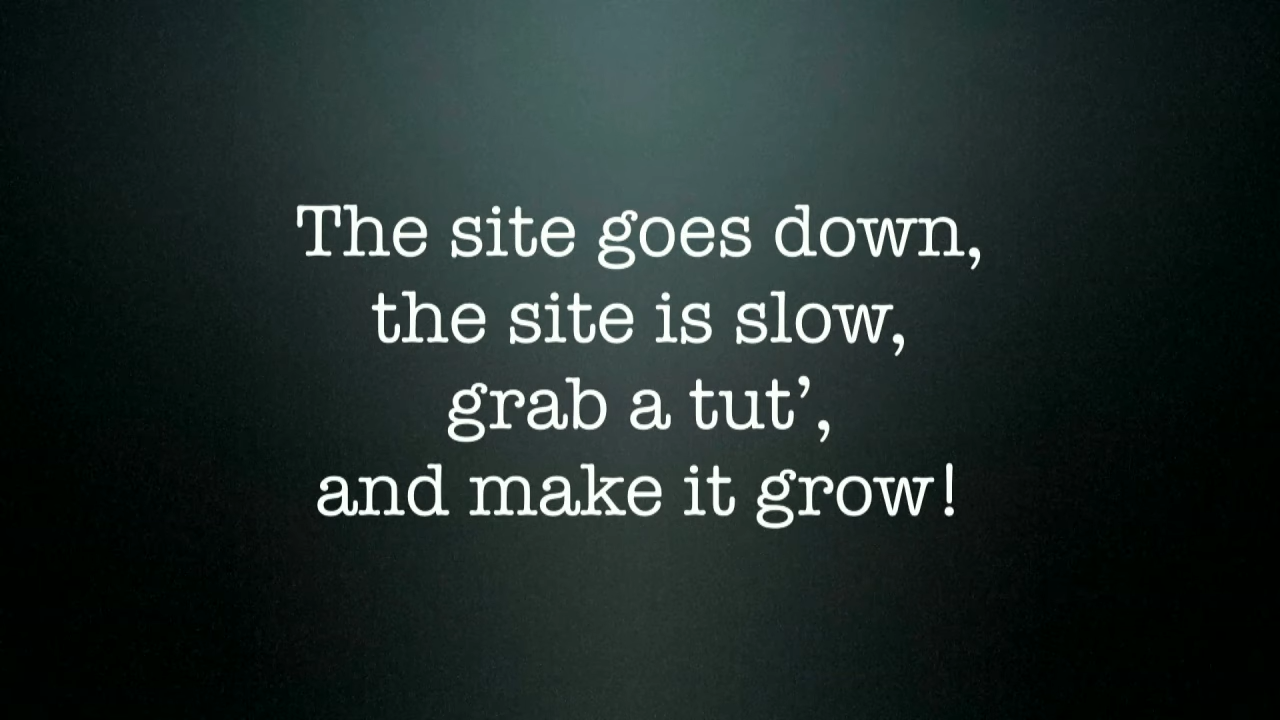 The site goes down,
the site is slow,
grab a tut’,
and make it grow!